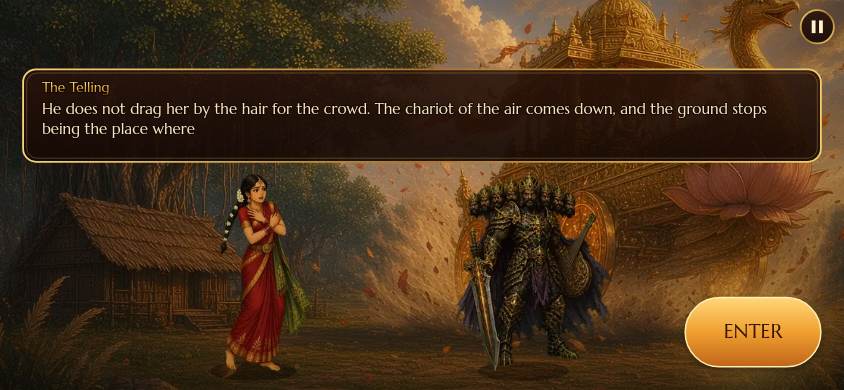 The Telling
He does not drag her by the hair for the crowd. The chariot of the air comes down, and the ground stops
being the place where
ENTER